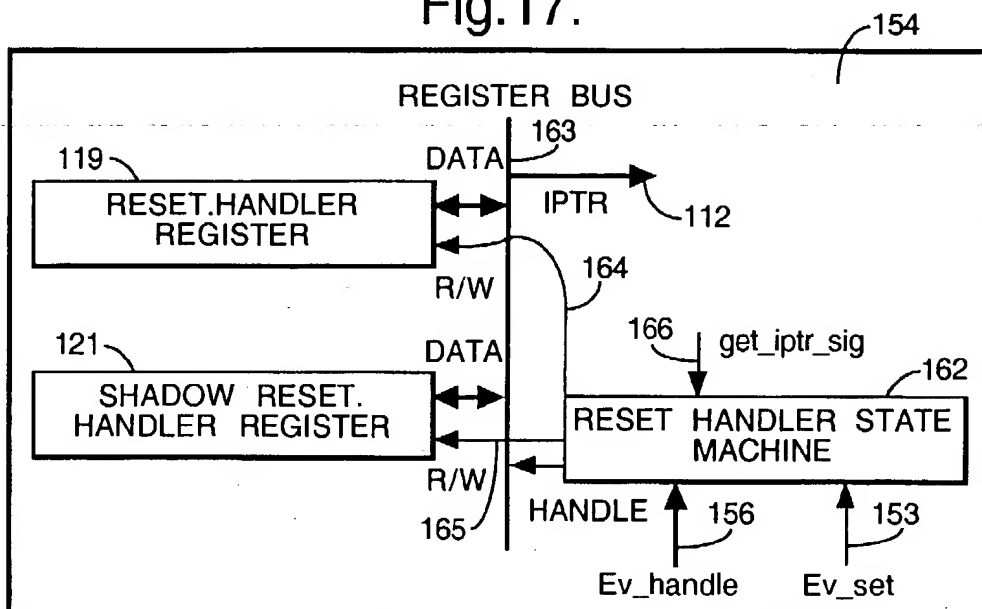 Fig.17.
154
REGISTER BUS
163
119
DATA
RESET.HANDLER
REGISTER
IPTR
112
R/W
164
121
DATA
166
get_iptr_sig
162
SHADOW RESET.
HANDLER REGISTER
RESET HANDLER STATE
MACHINE
R/W
165
HANDLE
156
153
Ev_handle
Ev_set